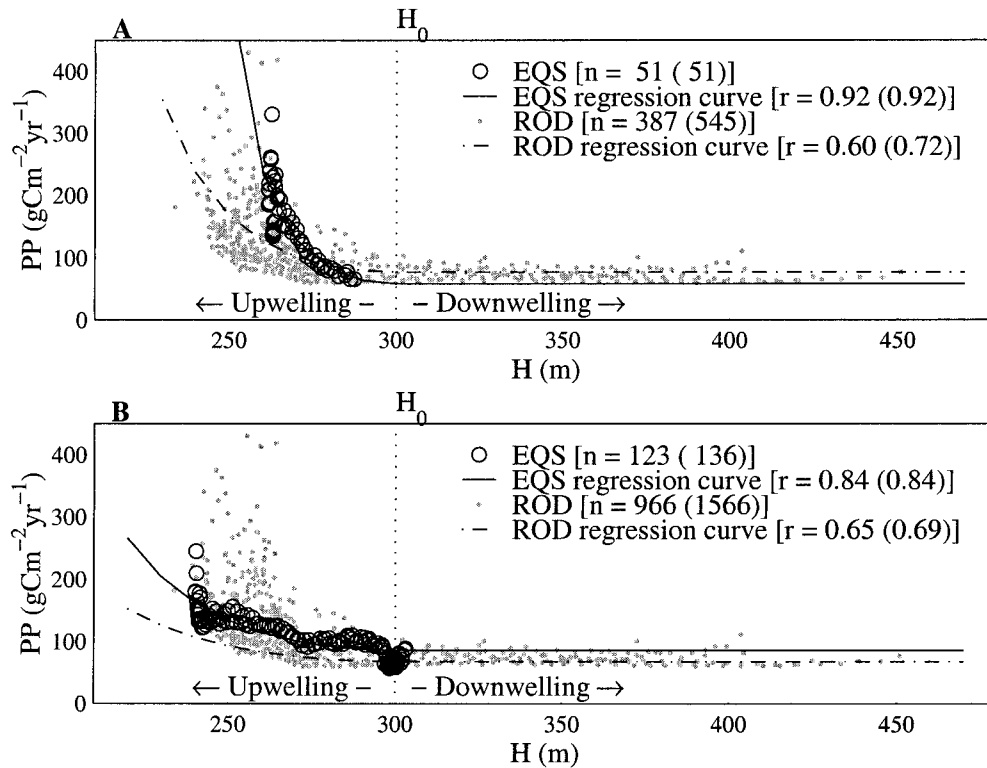 A
H0
EQS [n = 51 ( 51)]
EQS regression curve [r = 0.92 (0.92)]
ROD [n = 387 (545)]
ROD regression curve [r = 0.60 (0.72)]
PP (gCm−2yr−1)
400
300
200
100
0
← Upwelling −
− Downwelling →
250 300 350 400 450
H (m)
B
H0
EQS [n = 123 ( 136)]
EQS regression curve [r = 0.84 (0.84)]
ROD [n = 966 (1566)]
ROD regression curve [r = 0.65 (0.69)]
PP (gCm−2yr−1)
400
300
200
100
0
← Upwelling −
− Downwelling →
250 300 350 400 450
H (m)